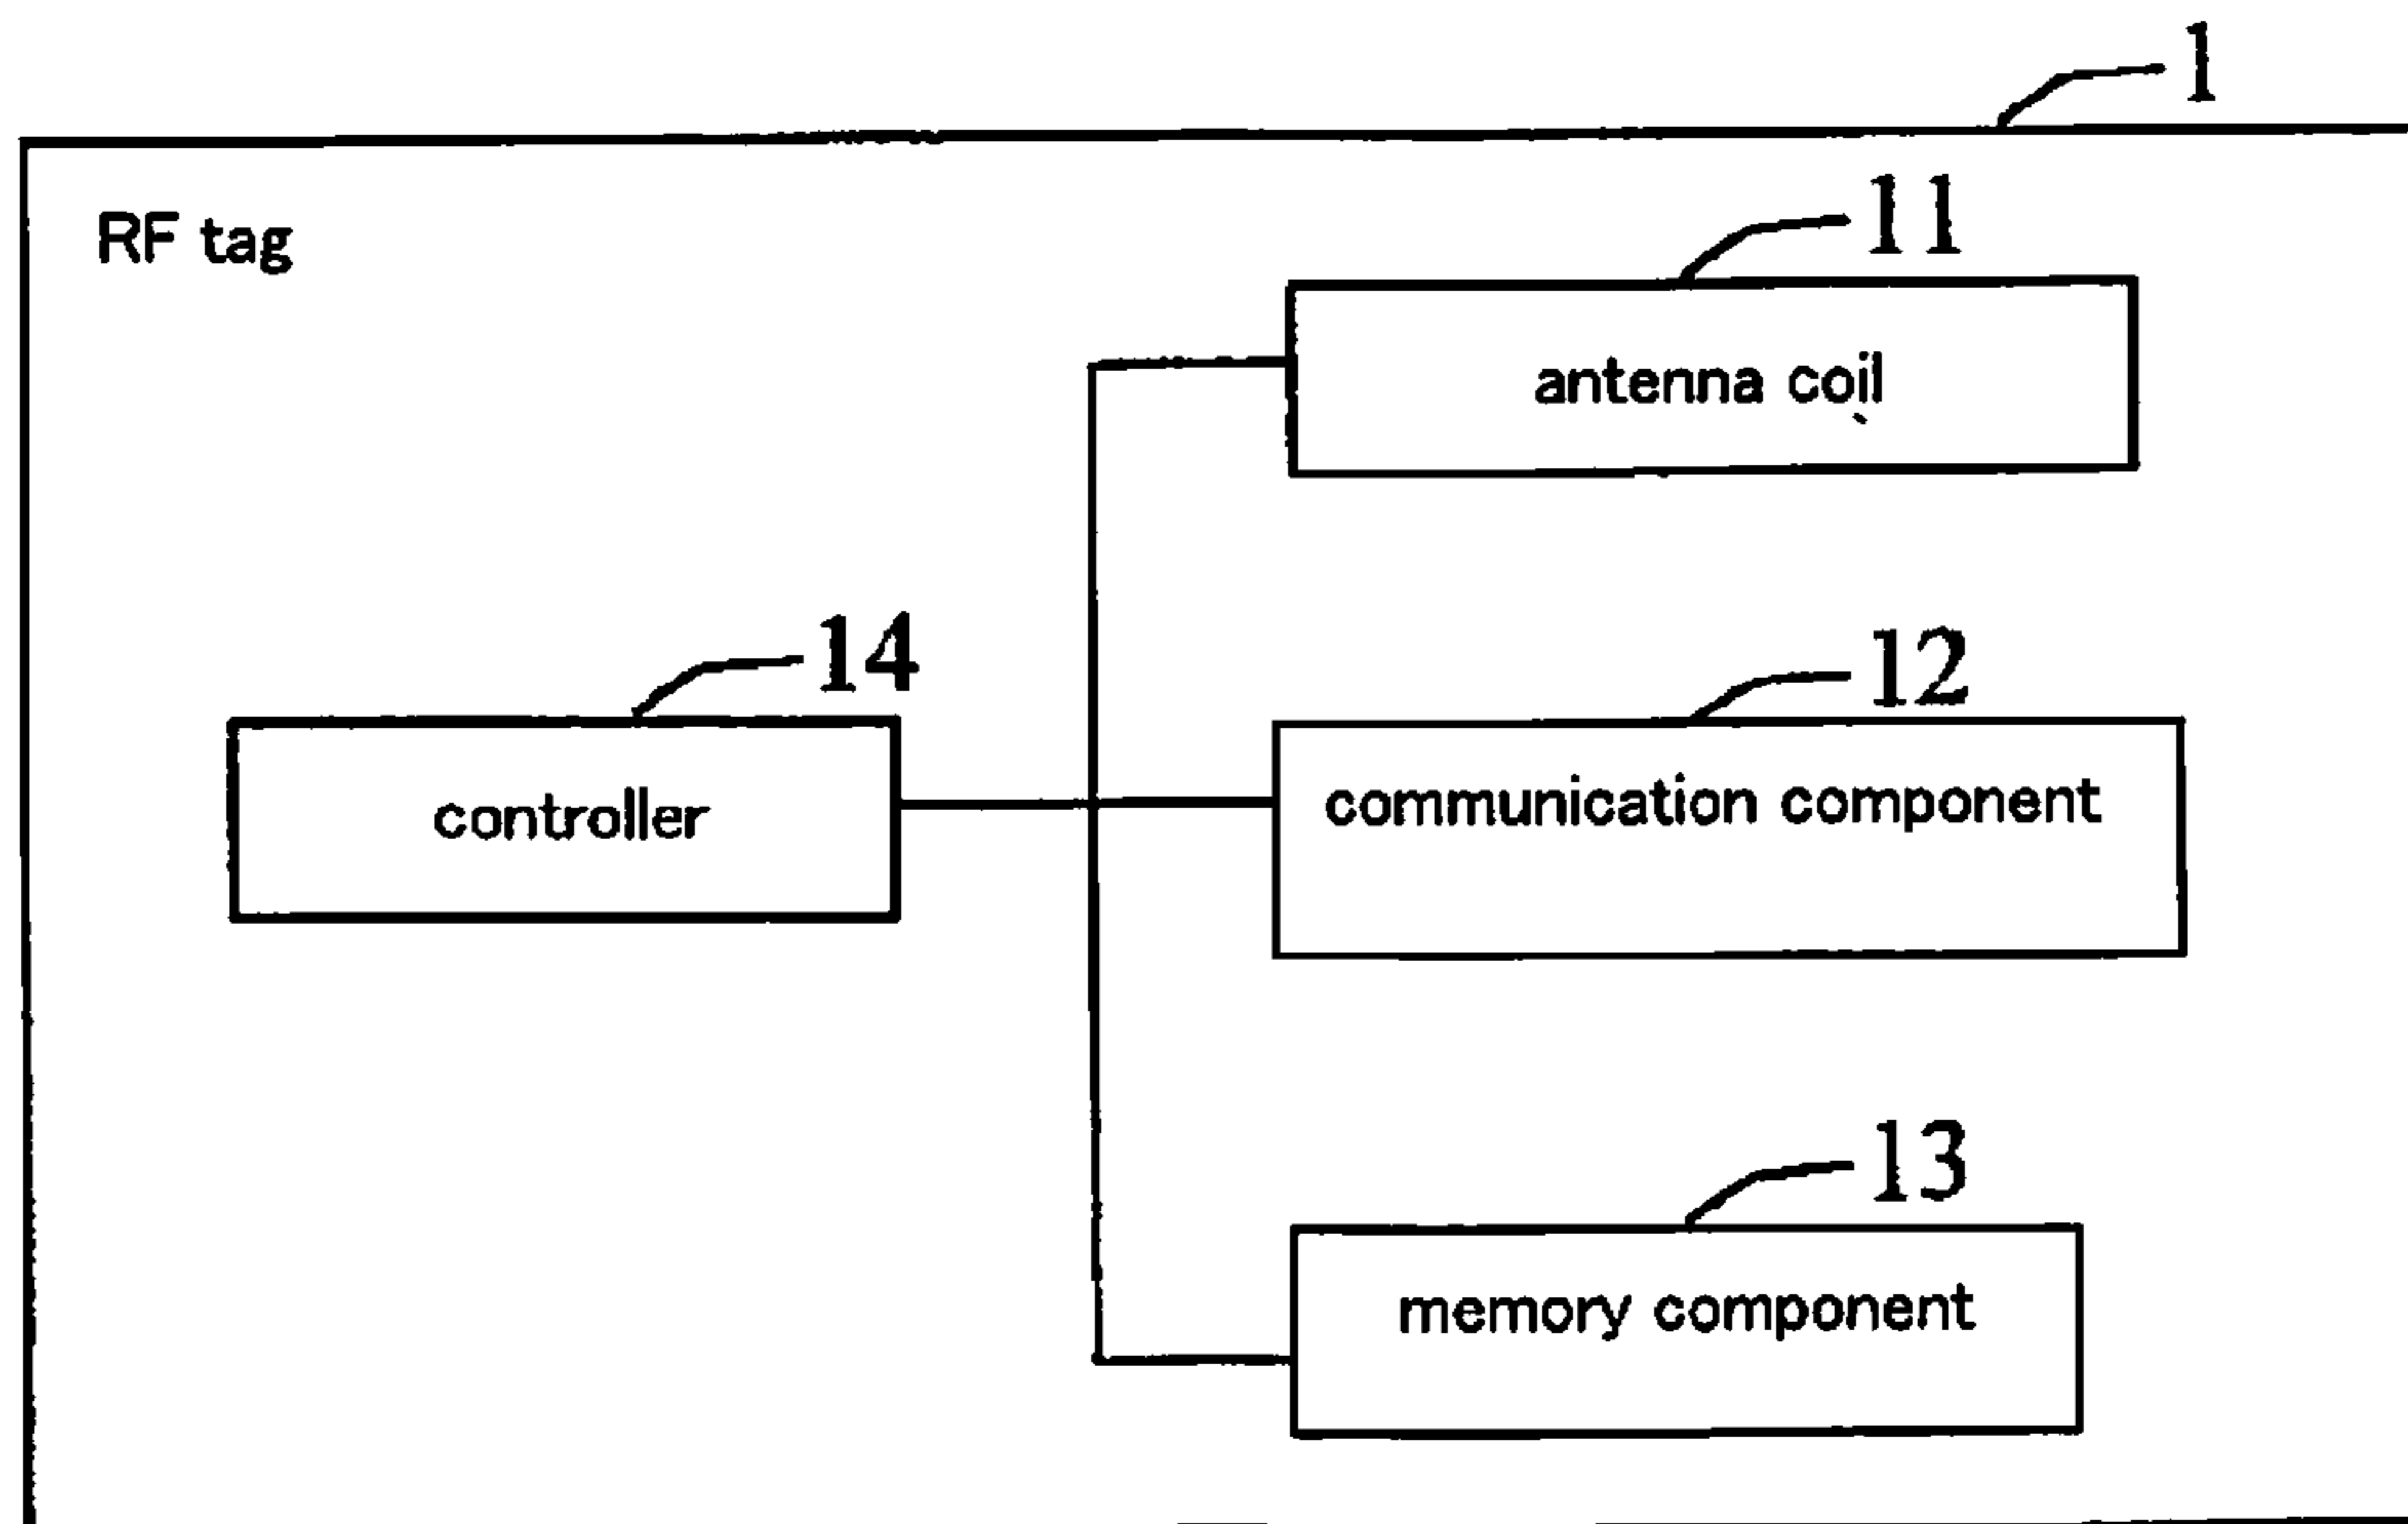 1
RF tag
11
antenna coil
14
controller
12
communication component
13
memory component